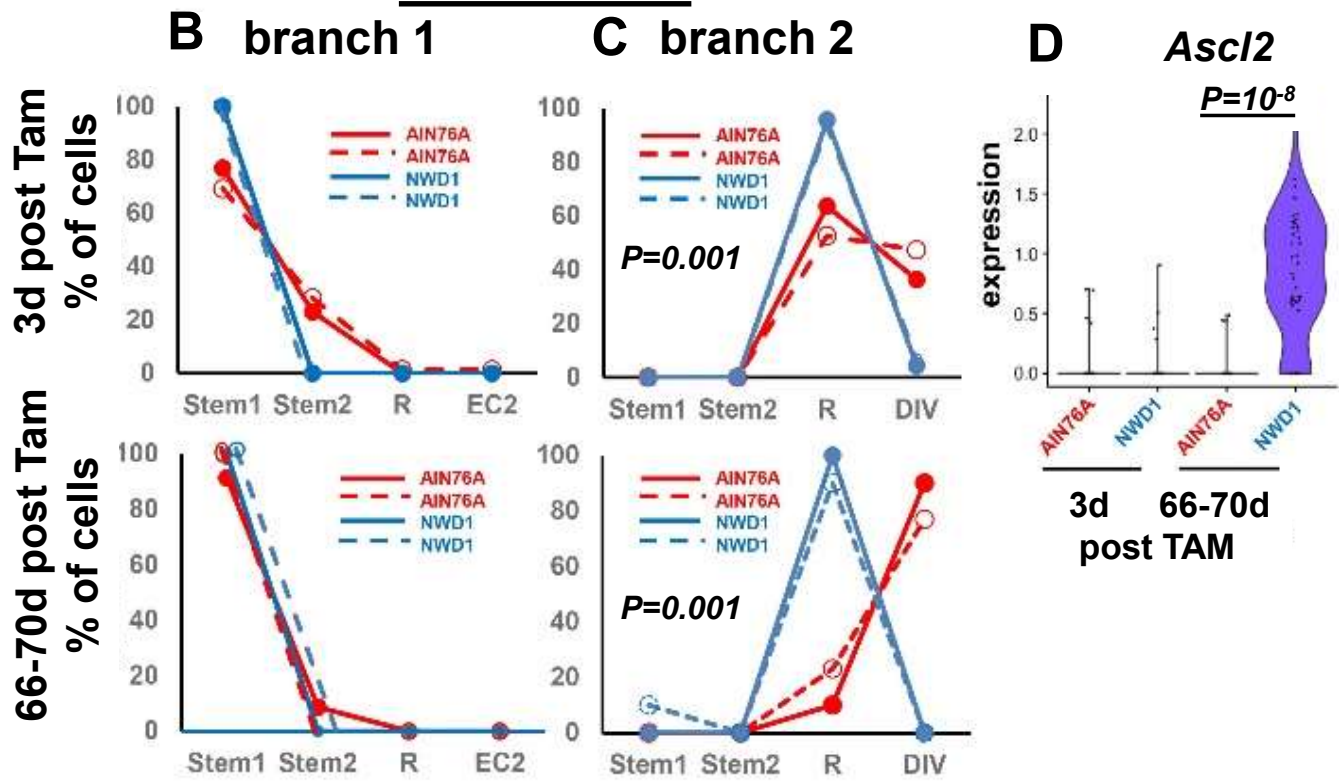 B branch 1
3d post Tam
% of cells
100
80
60
40
20
0
AIN76A
AIN76A
NWD1
NWD1
Stem1 Stem2 R EC2
C branch 2
100
80
60
40
20
0
AIN76A
AIN76A
NWD1
NWD1
P=0.001
Stem1 Stem2 R DIV
D Ascl2
P=10-8
expression
2.0
1.5
1.0
0.5
0.0
AIN76A NWD1 AIN76A NWD1
3d 66-70d
post TAM
66-70d post Tam
% of cells
100
80
60
40
20
0
AIN76A
AIN76A
NWD1
NWD1
Stem1 Stem2 R EC2
100
80
60
40
20
0
AIN76A
AIN76A
NWD1
NWD1
P=0.001
Stem1 Stem2 R DIV